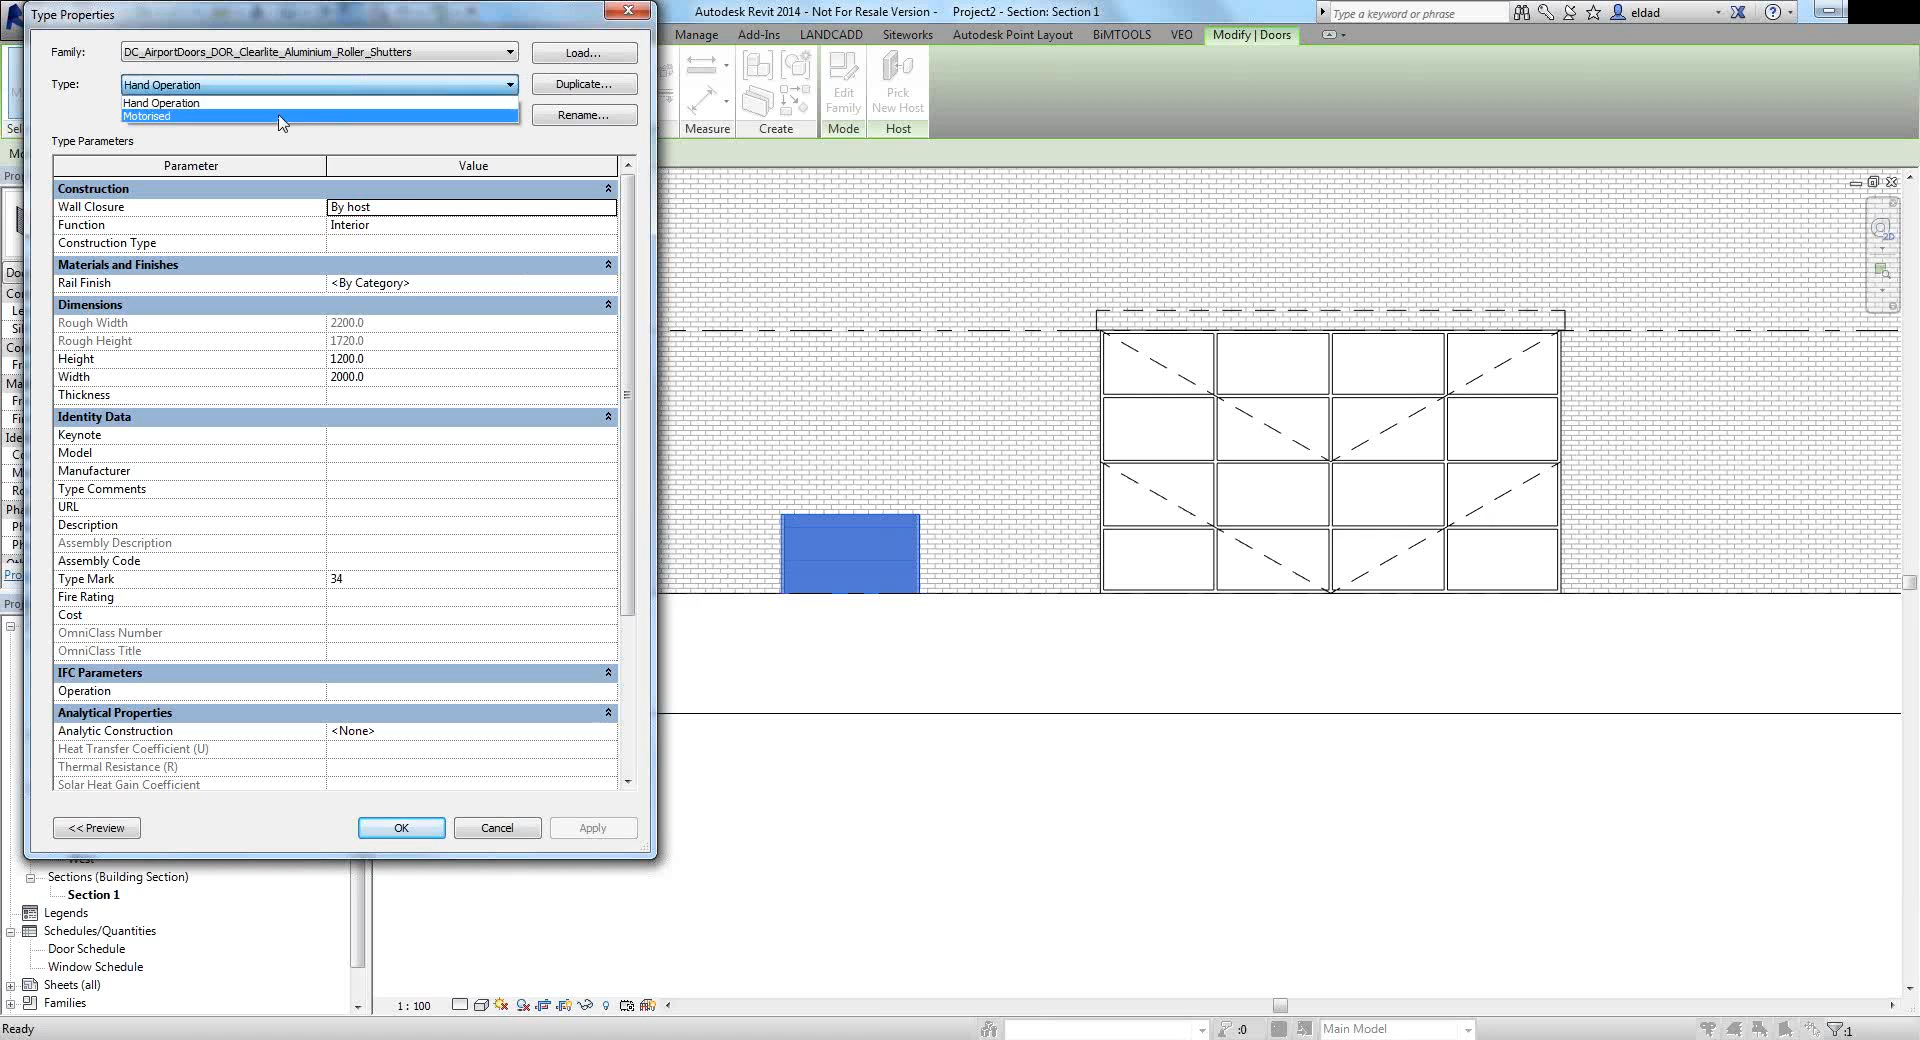 Type Properties
Autodesk Revit 2014 - Not For Resale Version - Project2 - Section: Section 1
Type a keyword or phrase
eldad
Manage Add-Ins LANDCADD Siteworks Autodesk Point Layout BiMTOOLS VEO Modify | Doors
Family: DC_AirportDoors_DOR_Clearlite_Aluminium_Roller_Shutters Load...
Type: Hand Operation Duplicate...
Hand Operation
Motorised
Rename...
Edit Family
Pick New Host
Measure Create Mode Host
Type Parameters
Parameter Value
Construction
Wall Closure By host
Function Interior
Construction Type
Materials and Finishes
Rail Finish <By Category>
Dimensions
Rough Width 2200.0
Rough Height 1720.0
Height 1200.0
Width 2000.0
Thickness
Identity Data
Keynote
Model
Manufacturer
Type Comments
URL
Description
Assembly Description
Assembly Code
Type Mark 34
Fire Rating
Cost
OmniClass Number
OmniClass Title
IFC Parameters
Operation
Analytical Properties
Analytic Construction <None>
Heat Transfer Coefficient (U)
Thermal Resistance (R)
Solar Heat Gain Coefficient
<< Preview OK Cancel Apply
2D
Sections (Building Section)
Section 1
Legends
Schedules/Quantities
Door Schedule
Window Schedule
Sheets (all)
Families
1 : 100
Ready
:0
Main Model
:1